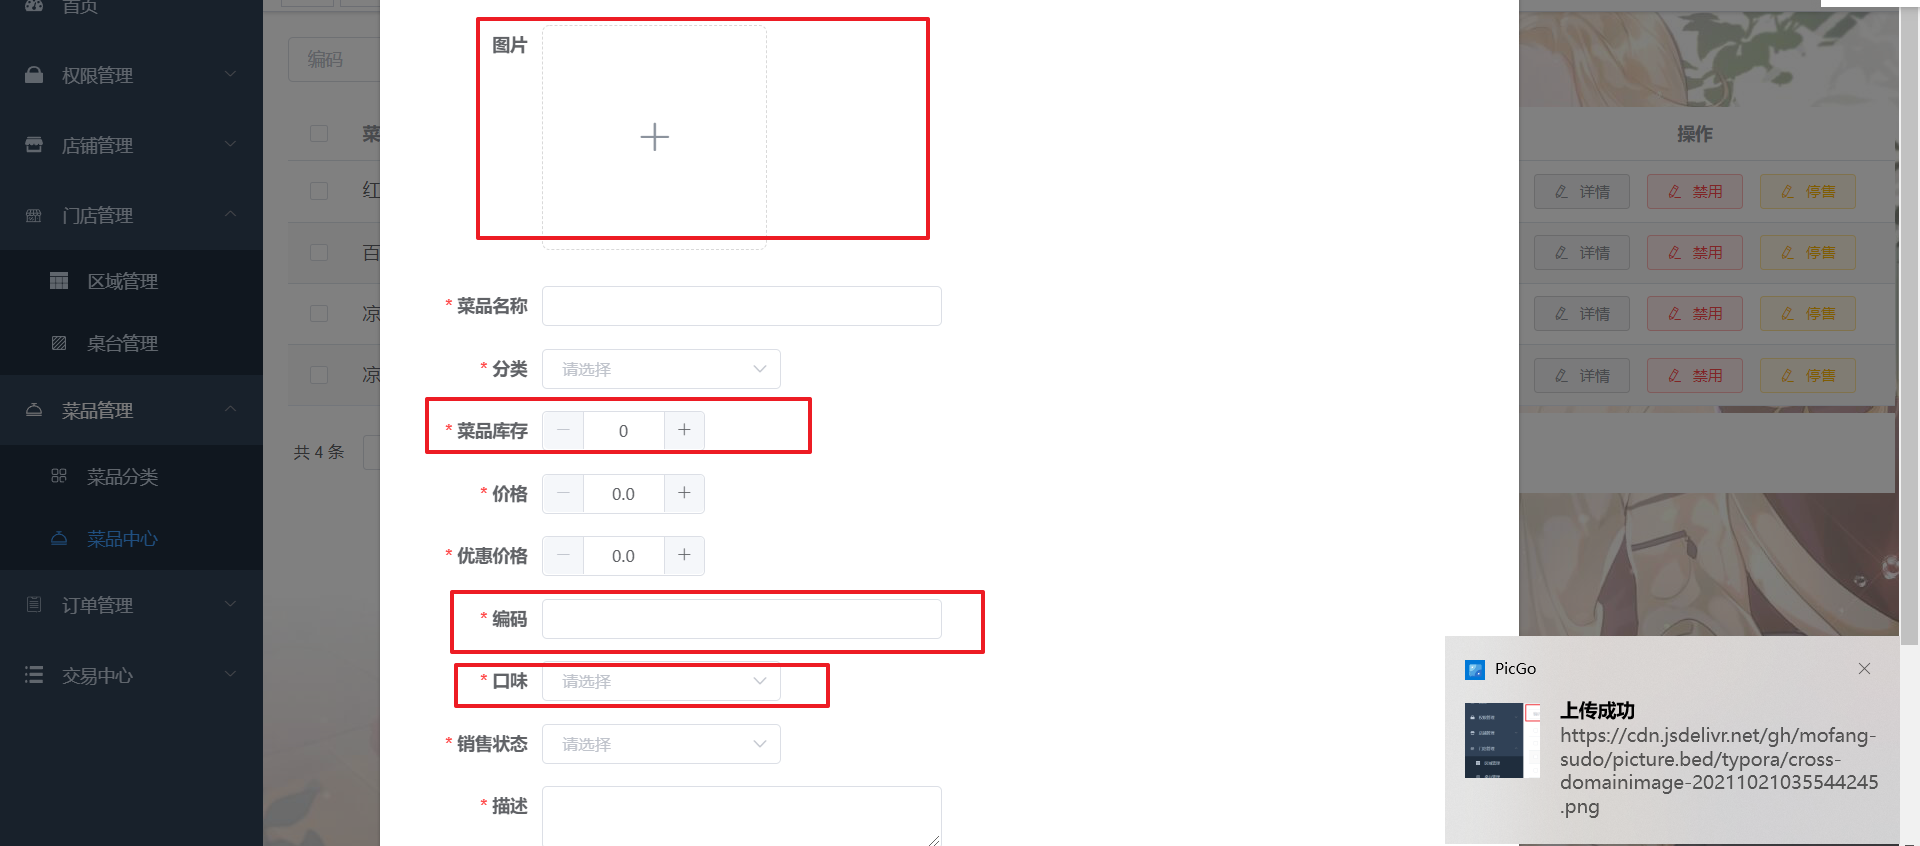 首页
权限管理
店铺管理
门店管理
区域管理
桌台管理
菜品管理
菜品分类
菜品中心
订单管理
交易中心
编码
菜
红
百
凉
凉
共 4 条
图片
* 菜品名称
* 分类 请选择
* 菜品库存 0
* 价格 0.0
* 优惠价格 0.0
* 编码
* 口味 请选择
* 销售状态 请选择
* 描述
操作
详情 禁用 停售
详情 禁用 停售
详情 禁用 停售
详情 禁用 停售
PicGo
上传成功
https://cdn.jsdelivr.net/gh/mofang-
sudo/picture.bed/typora/cross-
domainimage-20211021035544245
.png